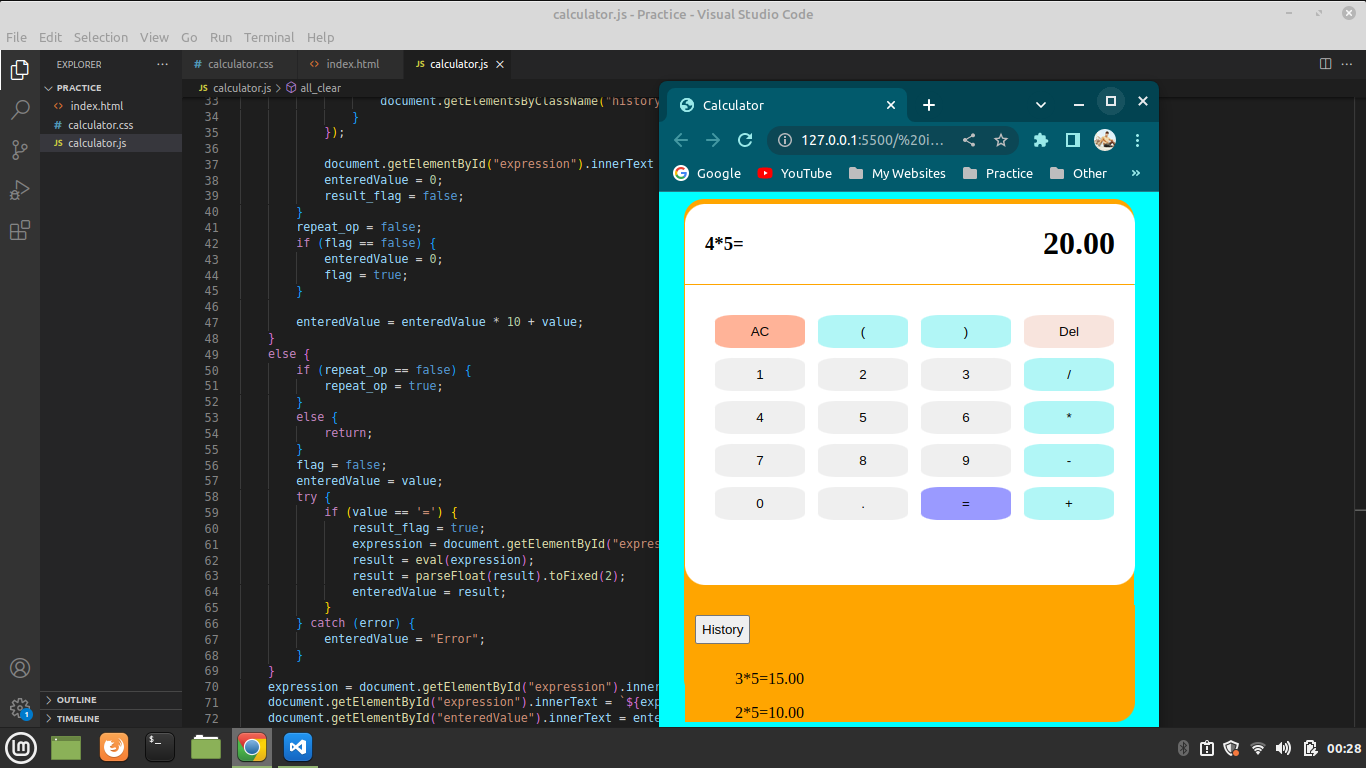 calculator.js - Practice - Visual Studio Code
File Edit Selection View Go Run Terminal Help
EXPLORER
PRACTICE
index.html
calculator.css
calculator.js
OUTLINE
TIMELINE
1
# calculator.css
<> index.html
JS calculator.js
JS calculator.js > all_clear
33 document.getElementsByClassName("history
34 }
35 });
36
37 document.getElementById("expression").innerText
38 enteredValue = 0;
39 result_flag = false;
40 }
41 repeat_op = false;
42 if (flag == false) {
43 enteredValue = 0;
44 flag = true;
45 }
46
47 enteredValue = enteredValue * 10 + value;
48 }
49 else {
50 if (repeat_op == false) {
51 repeat_op = true;
52 }
53 else {
54 return;
55 }
56 flag = false;
57 enteredValue = value;
58 try {
59 if (value == '=') {
60 result_flag = true;
61 expression = document.getElementById("expres
62 result = eval(expression);
63 result = parseFloat(result).toFixed(2);
64 enteredValue = result;
65 }
66 } catch (error) {
67 enteredValue = "Error";
68 }
69 }
70 expression = document.getElementById("expression").inner
71 document.getElementById("expression").innerText = `${exp
72 document.getElementById("enteredValue").innerText = ente
Calculator
127.0.0.1:5500/%20i...
Google YouTube My Websites Practice Other »
4*5= 20.00
AC ( ) Del
1 2 3 /
4 5 6 *
7 8 9 -
0 . = +
History
3*5=15.00
2*5=10.00
00:28